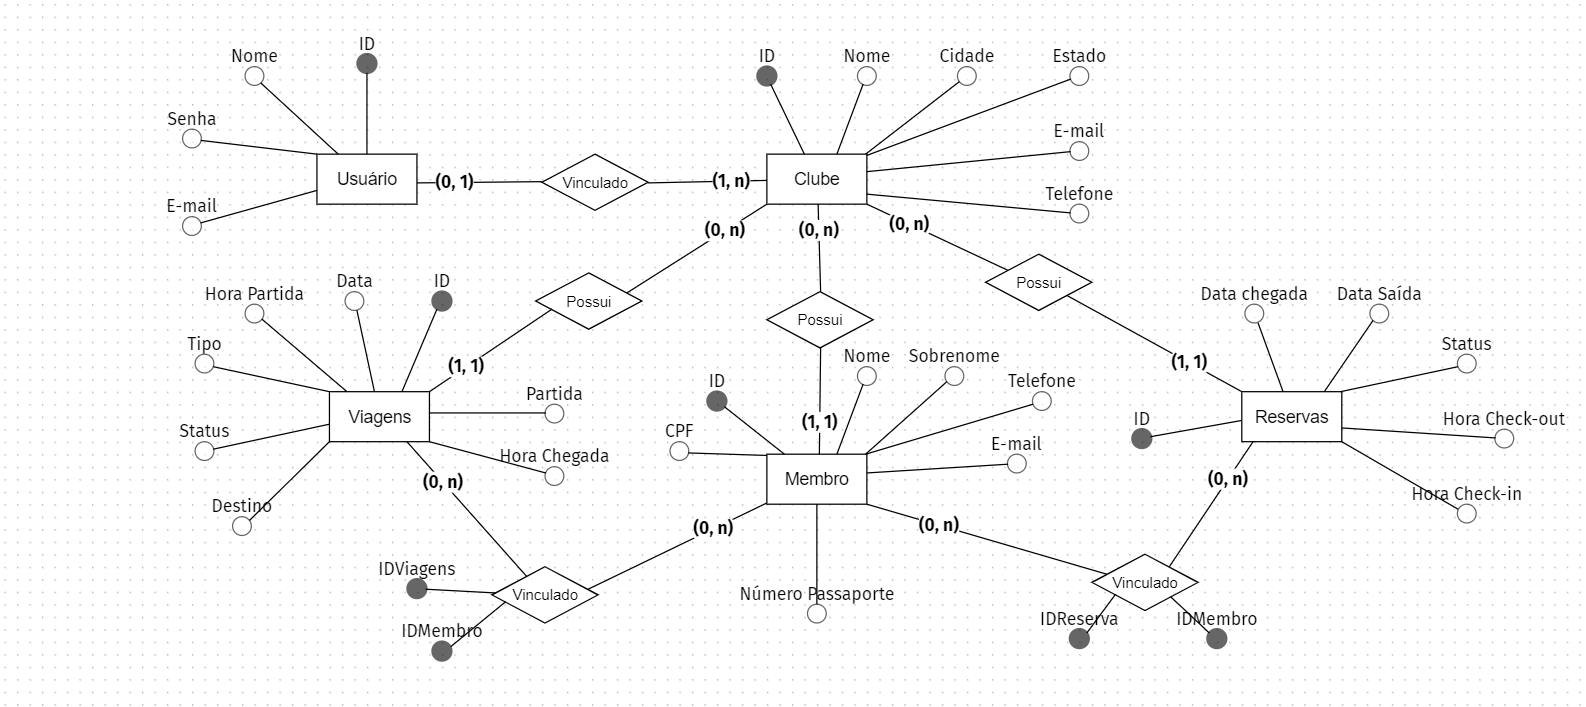 ID
Nome
Senha
E-mail
Usuário
(0, 1)
Vinculado
(1, n)
ID
Nome
Cidade
Estado
E-mail
Telefone
Clube
(0, n)
(0, n)
(0, n)
Possui
Possui
Possui
(1, 1)
(1, 1)
(1, 1)
ID
Data
Hora Partida
Tipo
Status
Destino
Partida
Hora Chegada
Viagens
(0, n)
ID
Nome
Sobrenome
Telefone
E-mail
CPF
Membro
Número Passaporte
(0, n)
(0, n)
Data chegada
Data Saída
Status
Hora Check-out
Hora Check-in
ID
Reservas
(0, n)
IDViagens
IDMembro
Vinculado
Vinculado
IDReserva
IDMembro